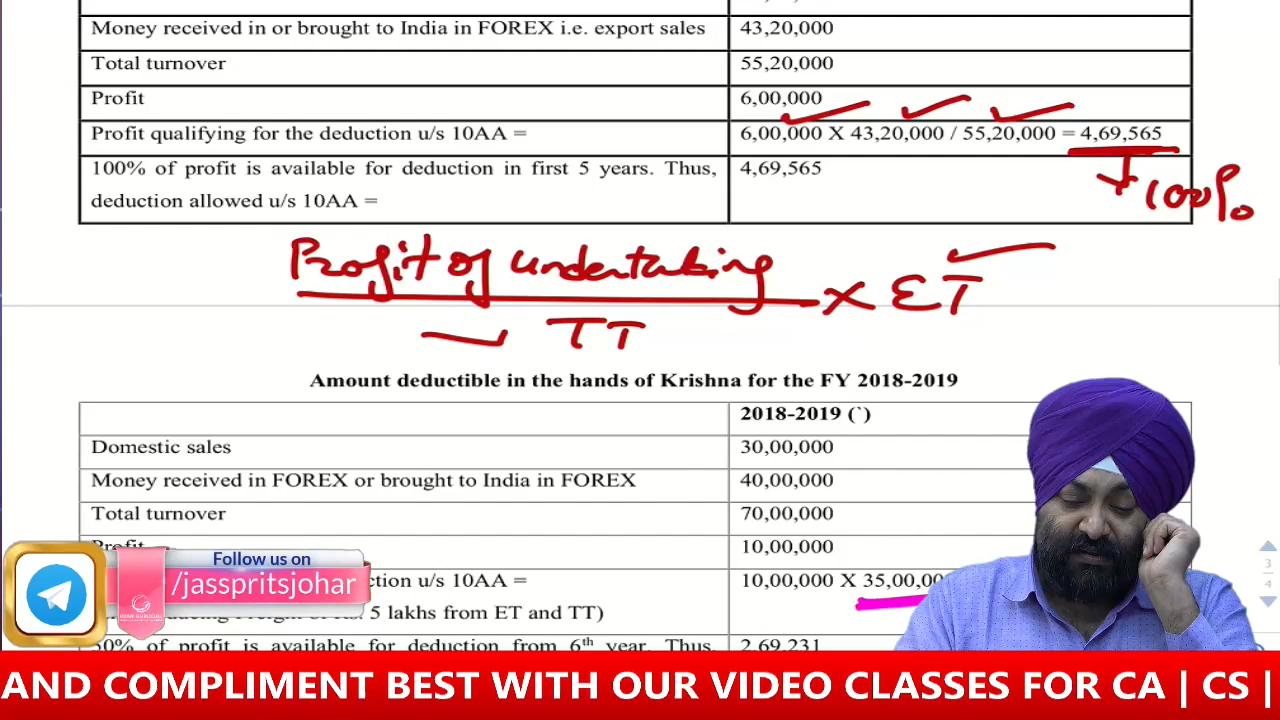 Money received in or brought to India in FOREX i.e. export sales 43,20,000
Total turnover 55,20,000
Profit 6,00,000
Profit qualifying for the deduction u/s 10AA = 6,00,000 X 43,20,000 / 55,20,000 = 4,69,565
100% of profit is available for deduction in first 5 years. Thus, 4,69,565
deduction allowed u/s 10AA =
100%
Profit of undertaking
X ET
TT
Amount deductible in the hands of Krishna for the FY 2018-2019
2018-2019 (`)
Domestic sales 30,00,000
Money received in FOREX or brought to India in FOREX 40,00,000
Total turnover 70,00,000
Profit 10,00,000
ction u/s 10AA = 10,00,000 X 35,00,00
5 lakhs from ET and TT)
50% of profit is available for deduction from 6th year. Thus, 2,69,231
Follow us on
/jasspritsjohar
AND COMPLIMENT BEST WITH OUR VIDEO CLASSES FOR CA | CS |
3
4